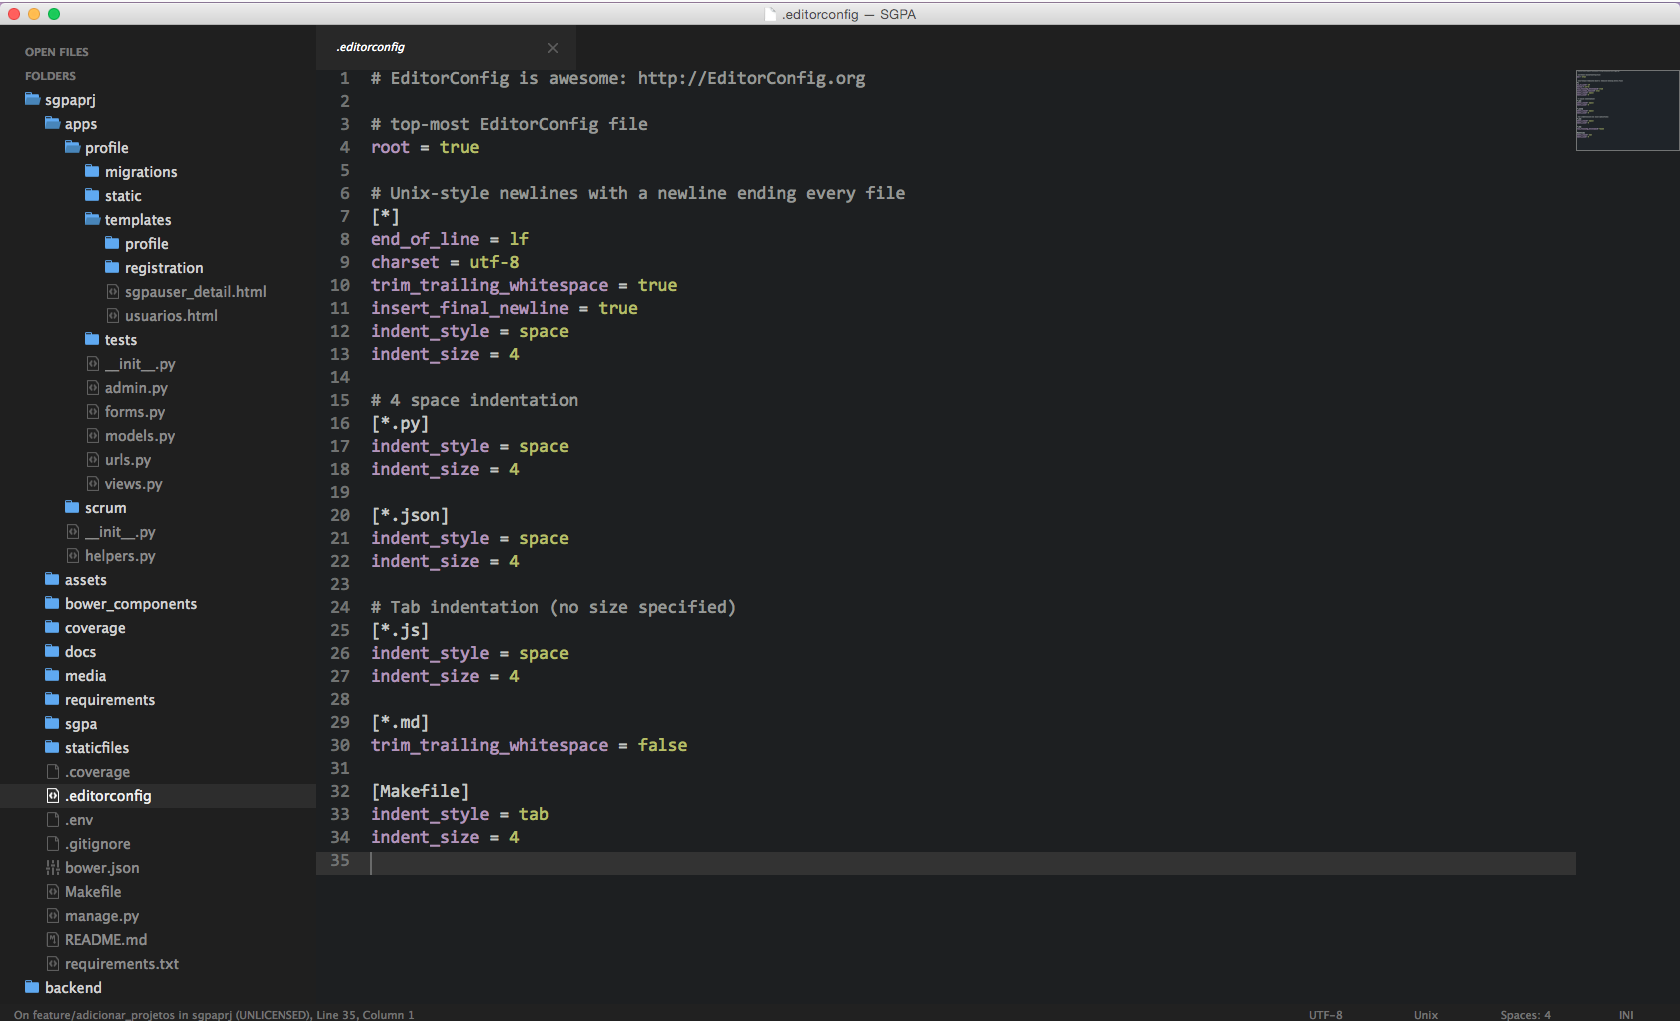 .editorconfig — SGPA
OPEN FILES
FOLDERS
sgpaprj
apps
profile
migrations
static
templates
profile
registration
sgpauser_detail.html
usuarios.html
tests
__init__.py
admin.py
forms.py
models.py
urls.py
views.py
scrum
__init__.py
helpers.py
assets
bower_components
coverage
docs
media
requirements
sgpa
staticfiles
.coverage
.editorconfig
.env
.gitignore
bower.json
Makefile
manage.py
README.md
requirements.txt
backend
.editorconfig
1 # EditorConfig is awesome: http://EditorConfig.org
2
3 # top-most EditorConfig file
4 root = true
5
6 # Unix-style newlines with a newline ending every file
7 [*]
8 end_of_line = lf
9 charset = utf-8
10 trim_trailing_whitespace = true
11 insert_final_newline = true
12 indent_style = space
13 indent_size = 4
14
15 # 4 space indentation
16 [*.py]
17 indent_style = space
18 indent_size = 4
19
20 [*.json]
21 indent_style = space
22 indent_size = 4
23
24 # Tab indentation (no size specified)
25 [*.js]
26 indent_style = space
27 indent_size = 4
28
29 [*.md]
30 trim_trailing_whitespace = false
31
32 [Makefile]
33 indent_style = tab
34 indent_size = 4
35
On feature/adicionar_projetos in sgpaprj (UNLICENSED), Line 35, Column 1
UTF-8
Unix
Spaces: 4
INI